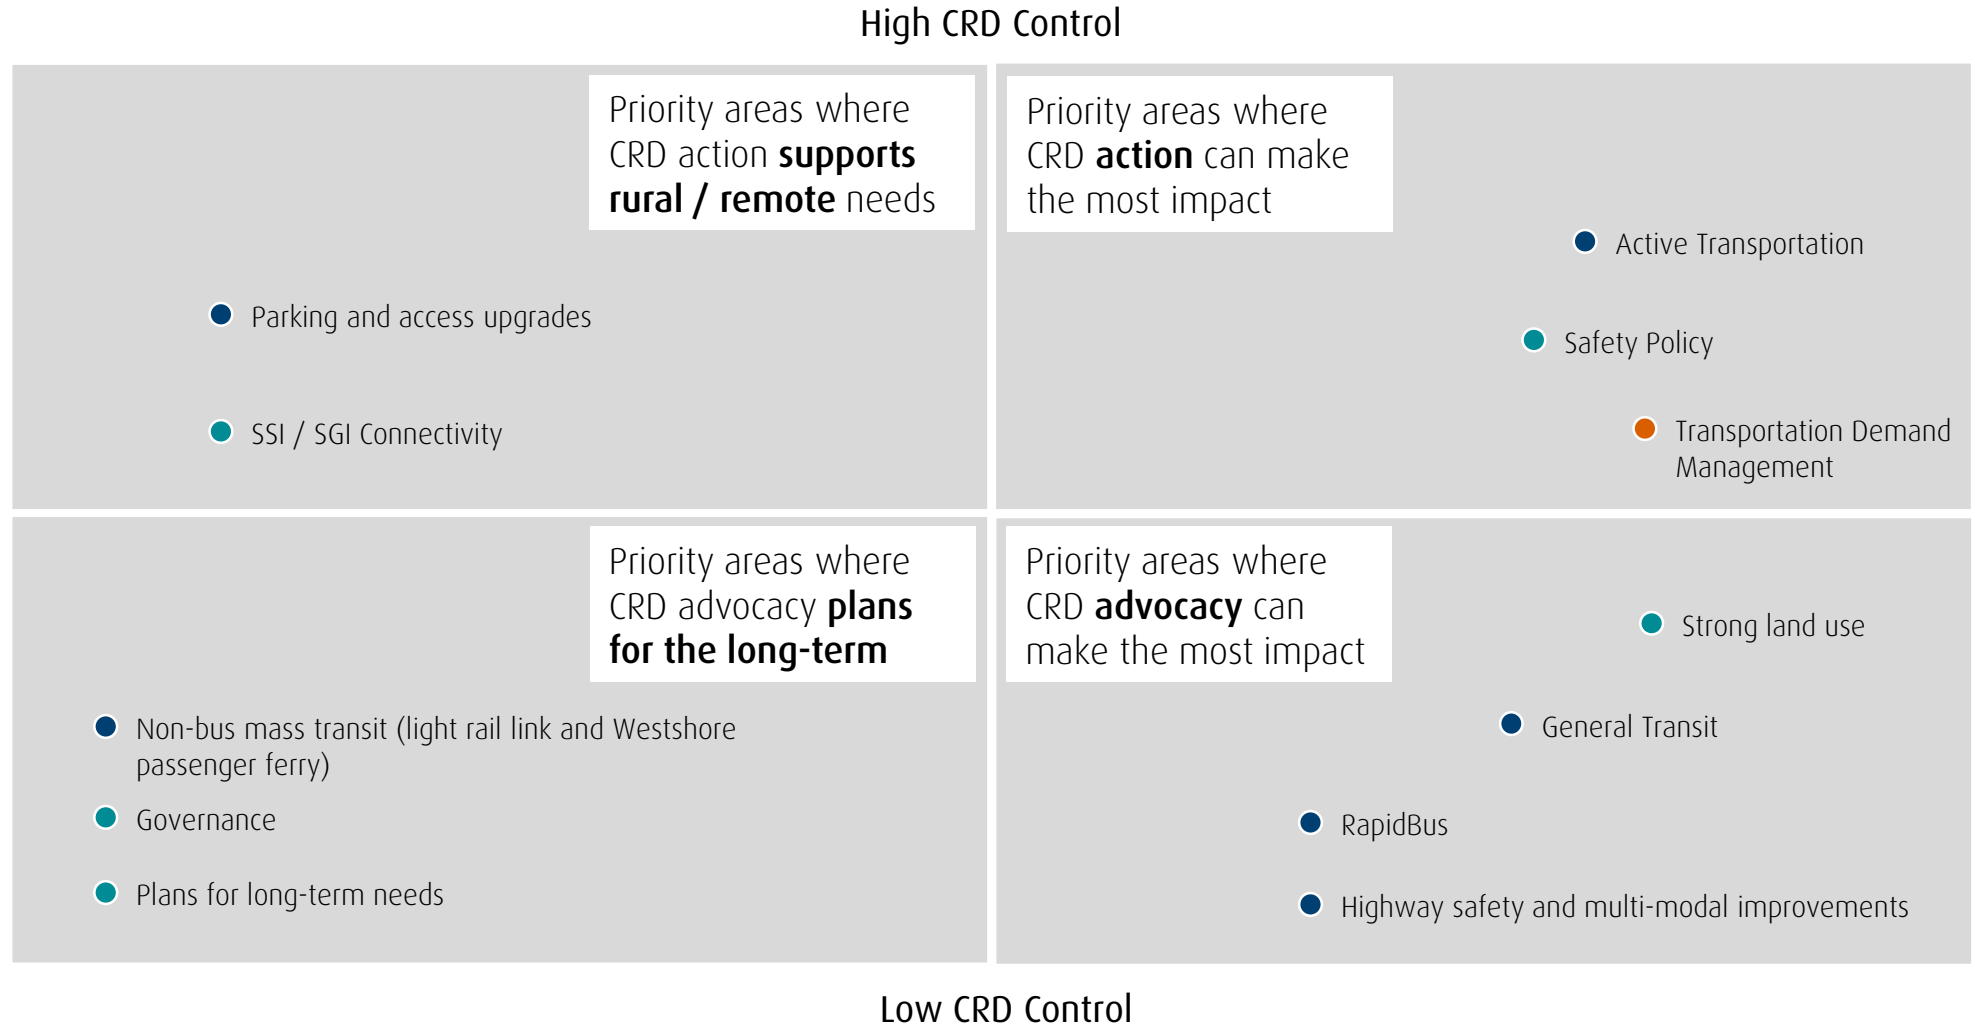 High CRD Control
Priority areas where
CRD action supports
rural / remote needs
Parking and access upgrades
SSI / SGI Connectivity
Priority areas where
CRD action can make
the most impact
Active Transportation
Safety Policy
Transportation Demand
Management
Priority areas where
CRD advocacy plans
for the long-term
Non-bus mass transit (light rail link and Westshore
passenger ferry)
Governance
Plans for long-term needs
Priority areas where
CRD advocacy can
make the most impact
Strong land use
General Transit
RapidBus
Highway safety and multi-modal improvements
Low CRD Control